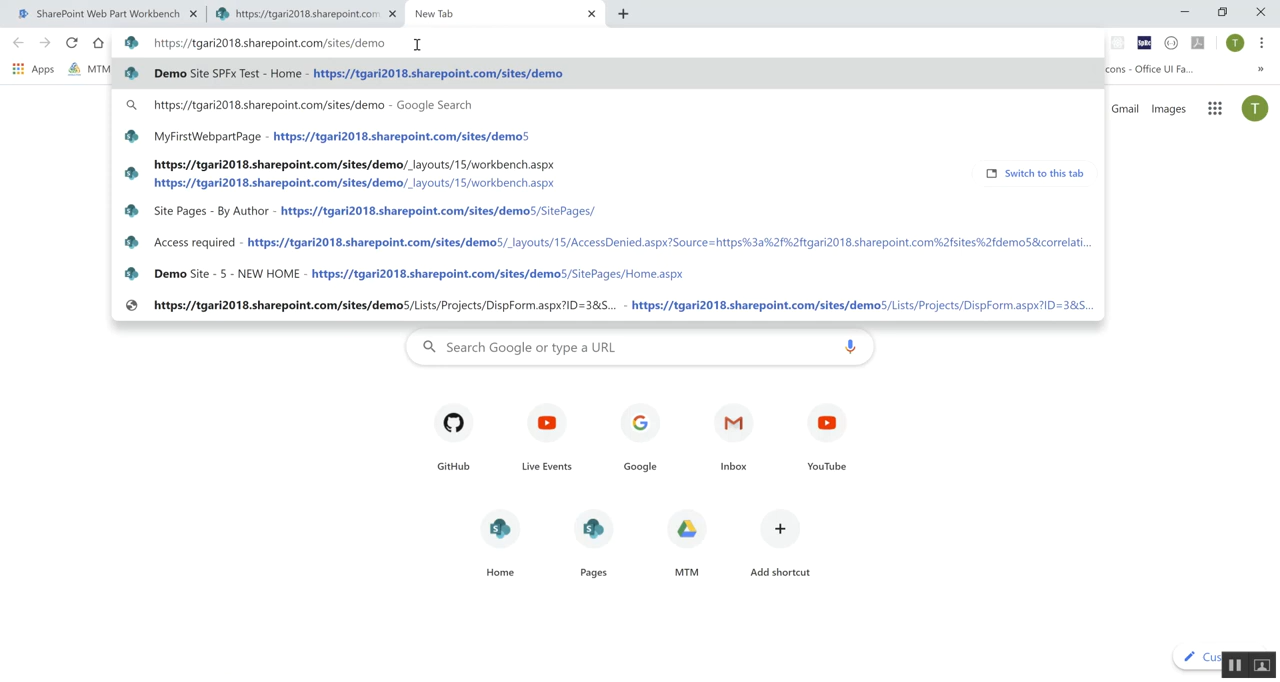 SharePoint Web Part Workbench
https://tgari2018.sharepoint.com
New Tab
https://tgari2018.sharepoint.com/sites/demo
SpRc
T
Apps
MTM
cons - Office UI Fa...
»
Demo Site SPFx Test - Home - https://tgari2018.sharepoint.com/sites/demo
https://tgari2018.sharepoint.com/sites/demo - Google Search
MyFirstWebpartPage - https://tgari2018.sharepoint.com/sites/demo5
https://tgari2018.sharepoint.com/sites/demo/_layouts/15/workbench.aspx
https://tgari2018.sharepoint.com/sites/demo/_layouts/15/workbench.aspx
Switch to this tab
Site Pages - By Author - https://tgari2018.sharepoint.com/sites/demo5/SitePages/
Access required - https://tgari2018.sharepoint.com/sites/demo5/_layouts/15/AccessDenied.aspx?Source=https%3a%2f%2ftgari2018.sharepoint.com%2fsites%2fdemo5&correlati...
Demo Site - 5 - NEW HOME - https://tgari2018.sharepoint.com/sites/demo5/SitePages/Home.aspx
https://tgari2018.sharepoint.com/sites/demo5/Lists/Projects/DispForm.aspx?ID=3&S... - https://tgari2018.sharepoint.com/sites/demo5/Lists/Projects/DispForm.aspx?ID=3&S...
Gmail Images
T
Search Google or type a URL
GitHub
Live Events
Google
Inbox
YouTube
Home
Pages
MTM
Add shortcut
Cus